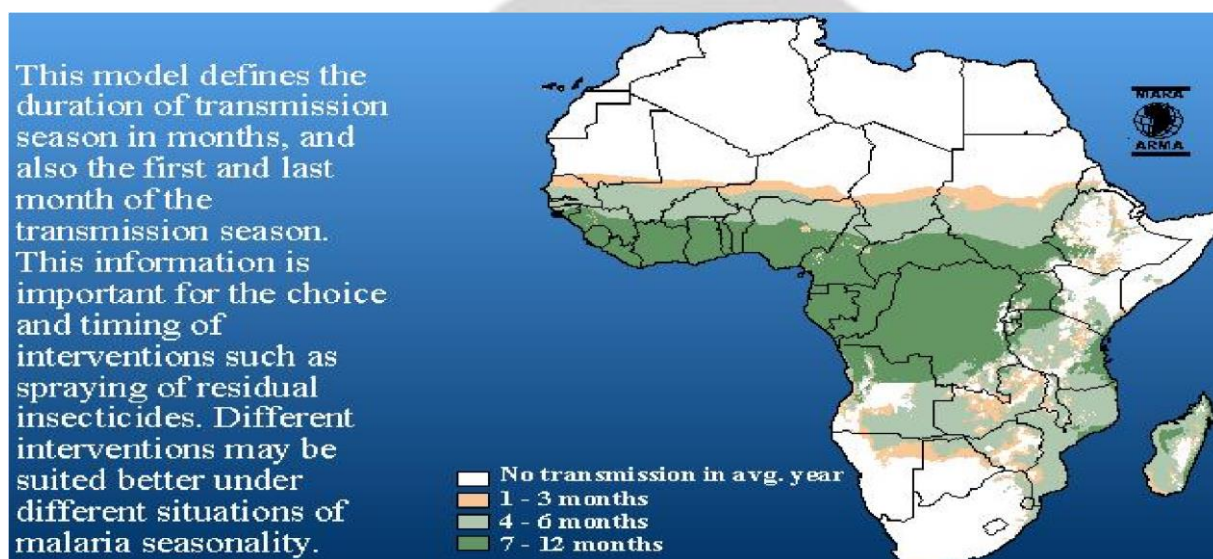 This model defines the
duration of transmission
season in months, and
also the first and last
month of the
transmission season.
This information is
important for the choice
and timing of
interventions such as
spraying of residual
insecticides. Different
interventions may be
suited better under
different situations of
malaria seasonality.
MARA
ARMA
No transmission in avg. year
1 - 3 months
4 - 6 months
7 - 12 months